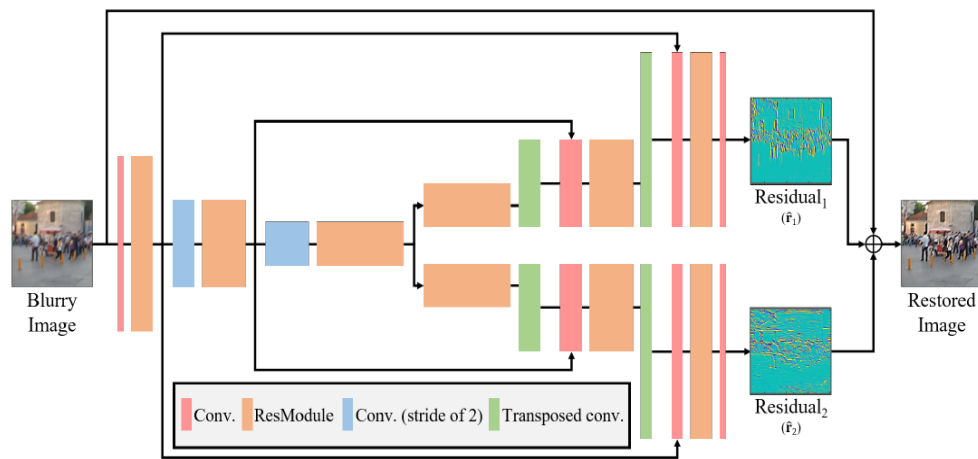 Blurry
Image
Residual₁
(r̂₁)
Residual₂
(r̂₂)
Restored
Image
Conv.
ResModule
Conv. (stride of 2)
Transposed conv.